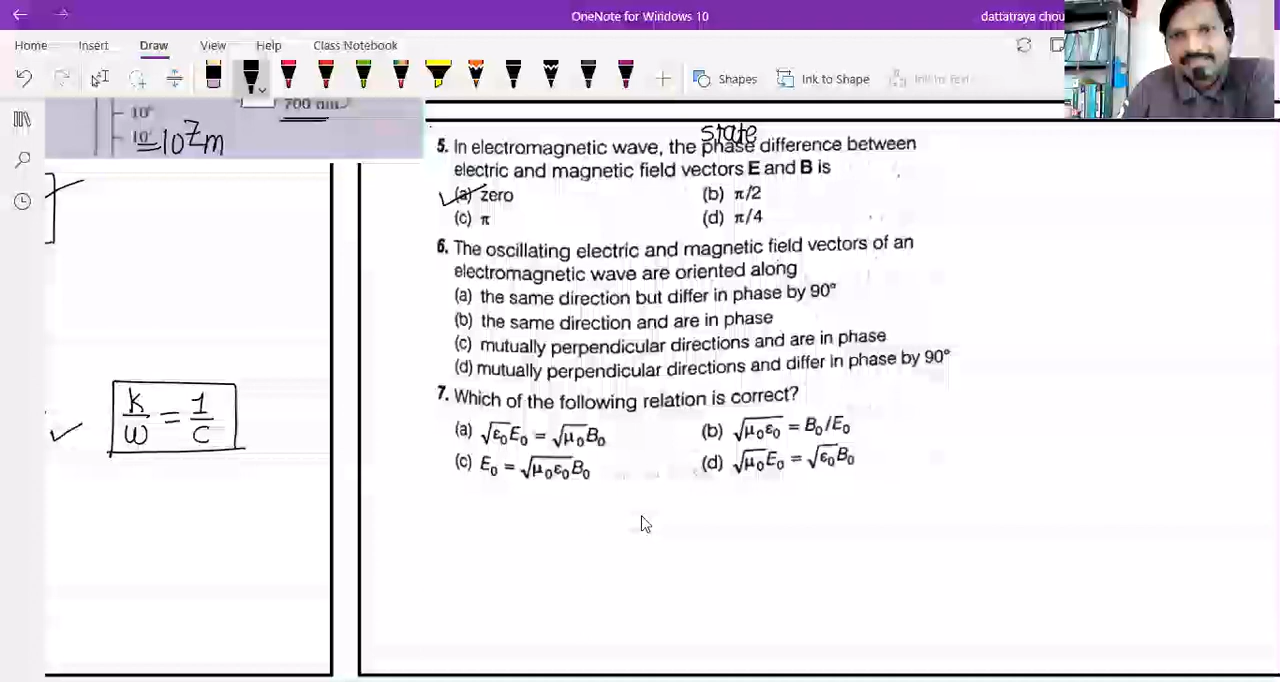 OneNote for Windows 10
dattatraya chou
Home Insert Draw View Help Class Notebook
Shapes Ink to Shape Ink to Text
700 nm
10⁷m
K/ω = 1/c
state
5. In electromagnetic wave, the phase difference between
electric and magnetic field vectors E and B is
(a) zero (b) π/2
(c) π (d) π/4
6. The oscillating electric and magnetic field vectors of an
electromagnetic wave are oriented along
(a) the same direction but differ in phase by 90°
(b) the same direction and are in phase
(c) mutually perpendicular directions and are in phase
(d) mutually perpendicular directions and differ in phase by 90°
7. Which of the following relation is correct?
(a) √ε₀E₀ = √μ₀B₀ (b) √μ₀ε₀ = B₀/E₀
(c) E₀ = √μ₀ε₀B₀ (d) √μ₀E₀ = √ε₀B₀